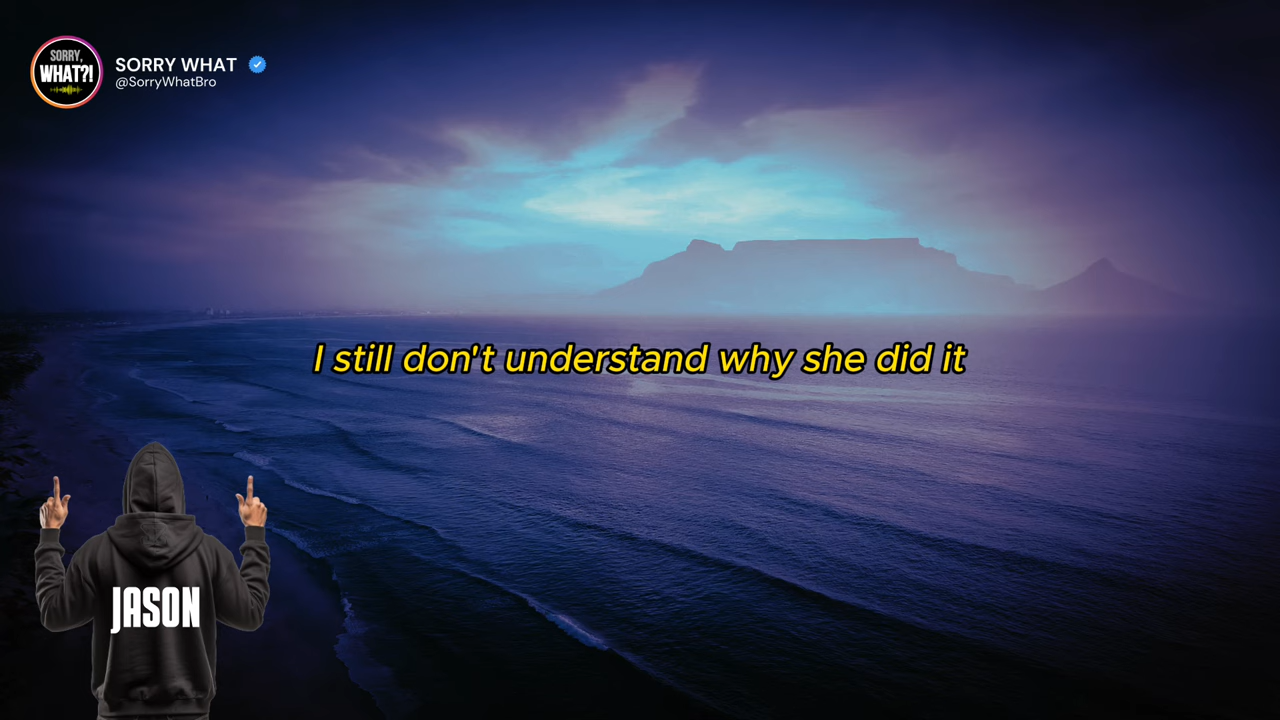 SORRY,
WHAT?!
SORRY WHAT
@SorryWhatBro
I still don't understand why she did it
JASON